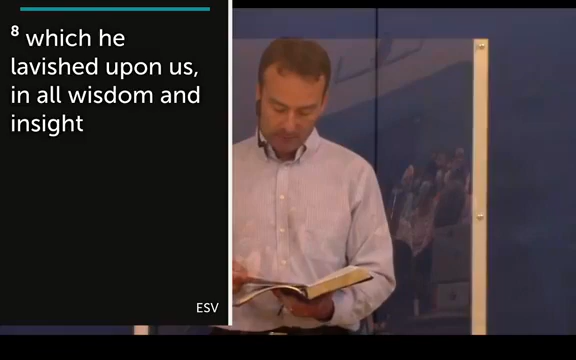 8 which he
lavished upon us,
in all wisdom and
insight
ESV